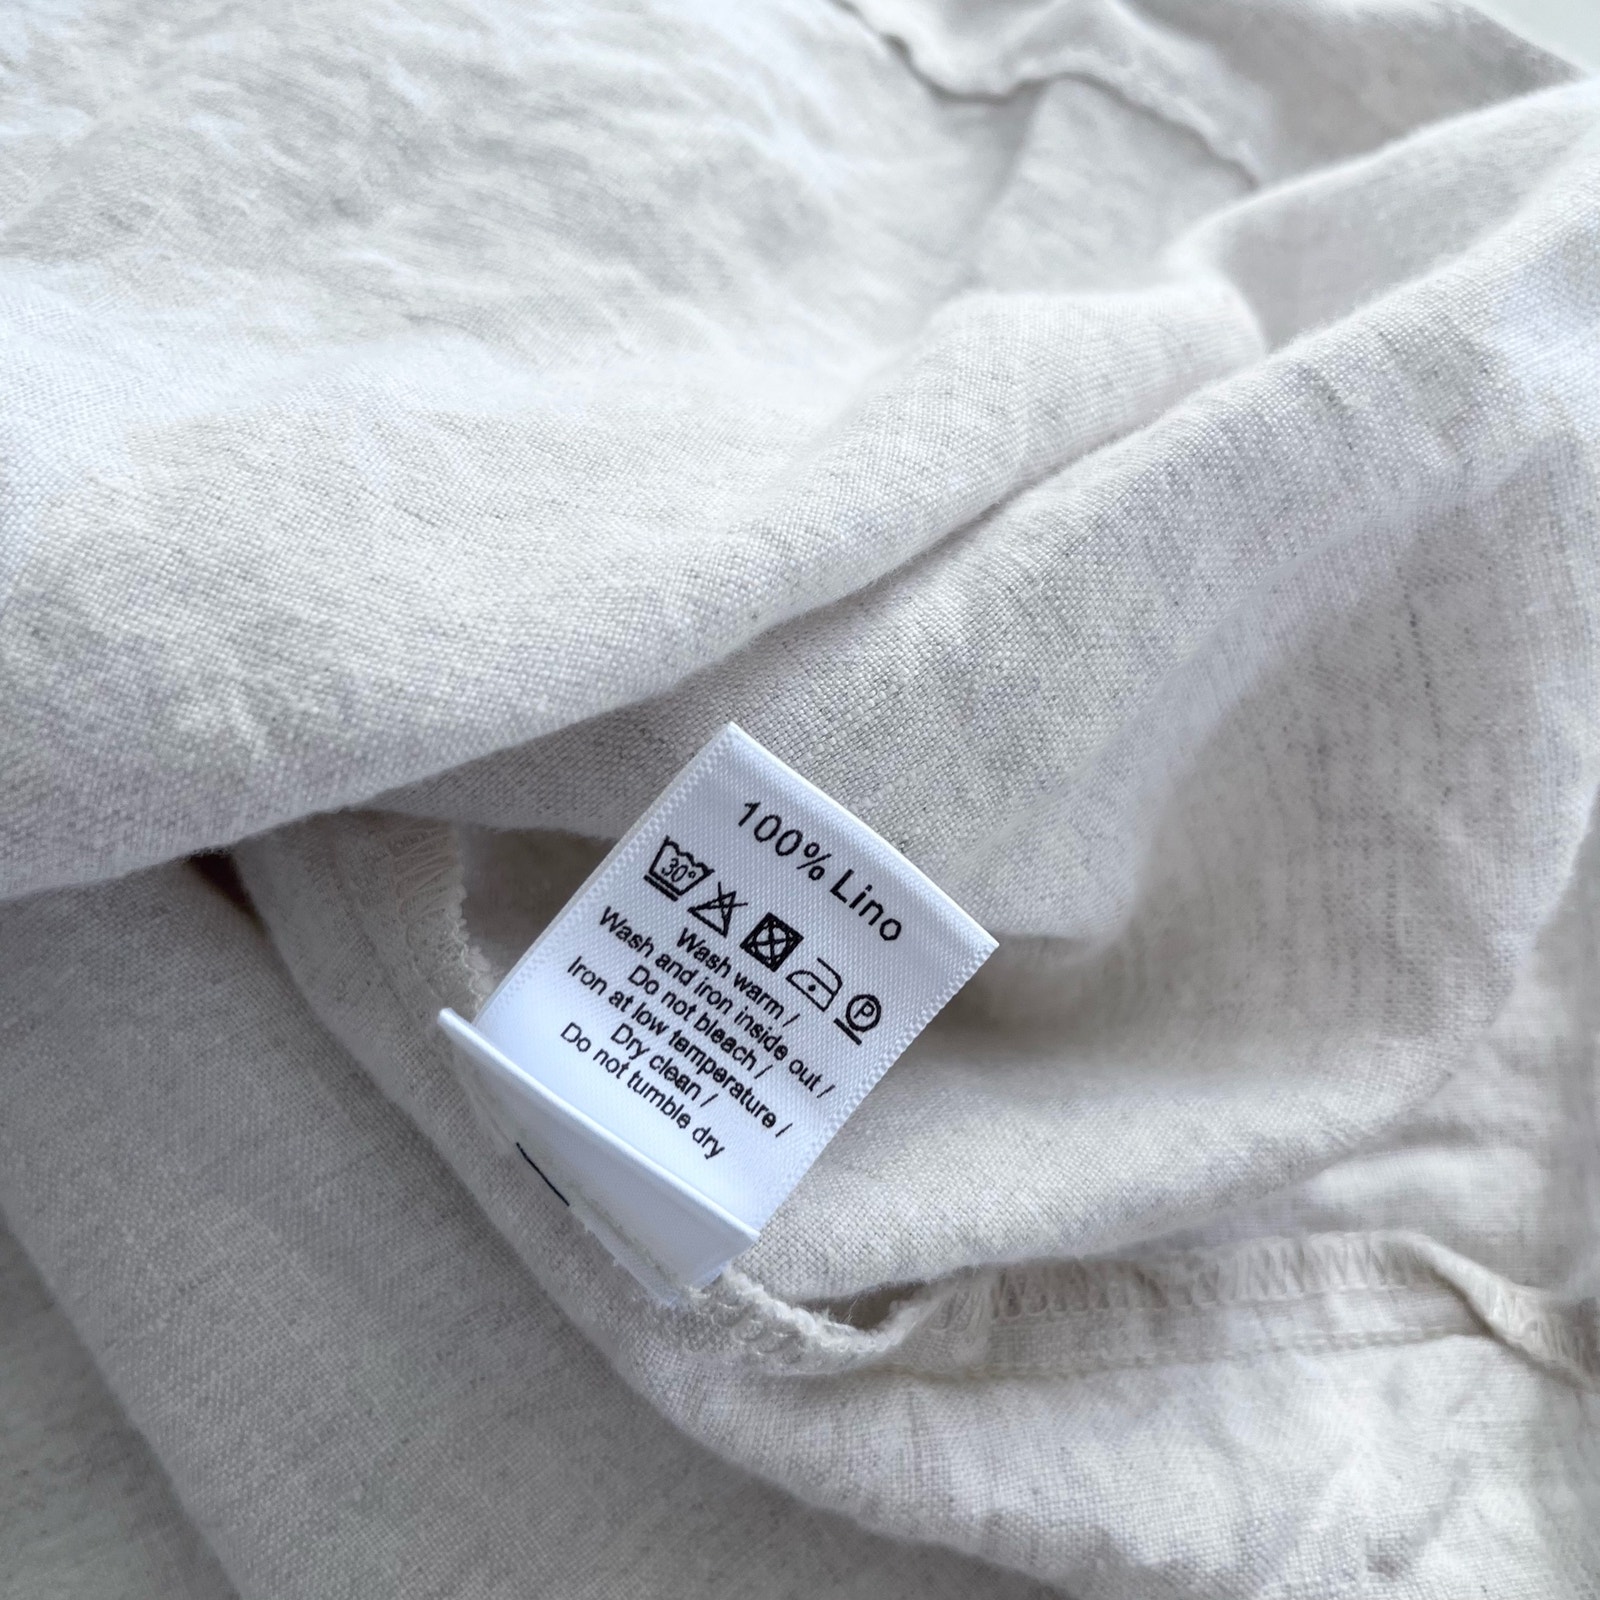 100% Lino
30°
P
Wash warm /
Wash and iron inside out /
Do not bleach /
Iron at low temperature /
Dry clean /
Do not tumble dry